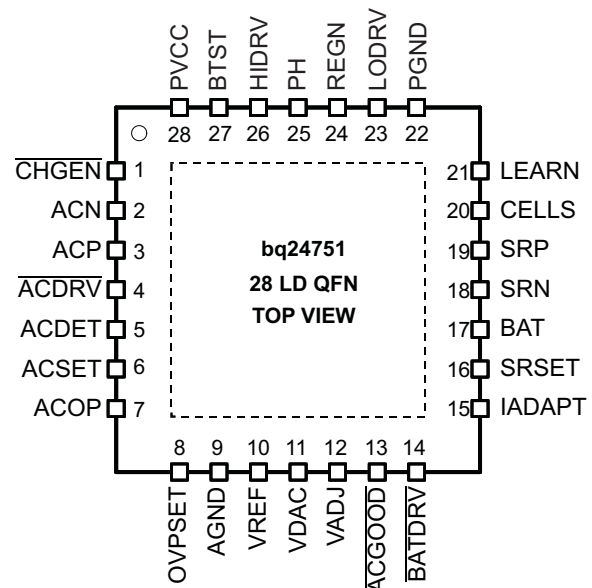 PVCC BTST HIDRV PH REGN LODRV PGND
28 27 26 25 24 23 22
CHGEN 1
ACN 2
ACP 3
ACDRV 4
ACDET 5
ACSET 6
ACOP 7
bq24751
28 LD QFN
TOP VIEW
21 LEARN
20 CELLS
19 SRP
18 SRN
17 BAT
16 SRSET
15 IADAPT
8 9 10 11 12 13 14
OVPSET AGND VREF VDAC VADJ ACGOOD BATDRV